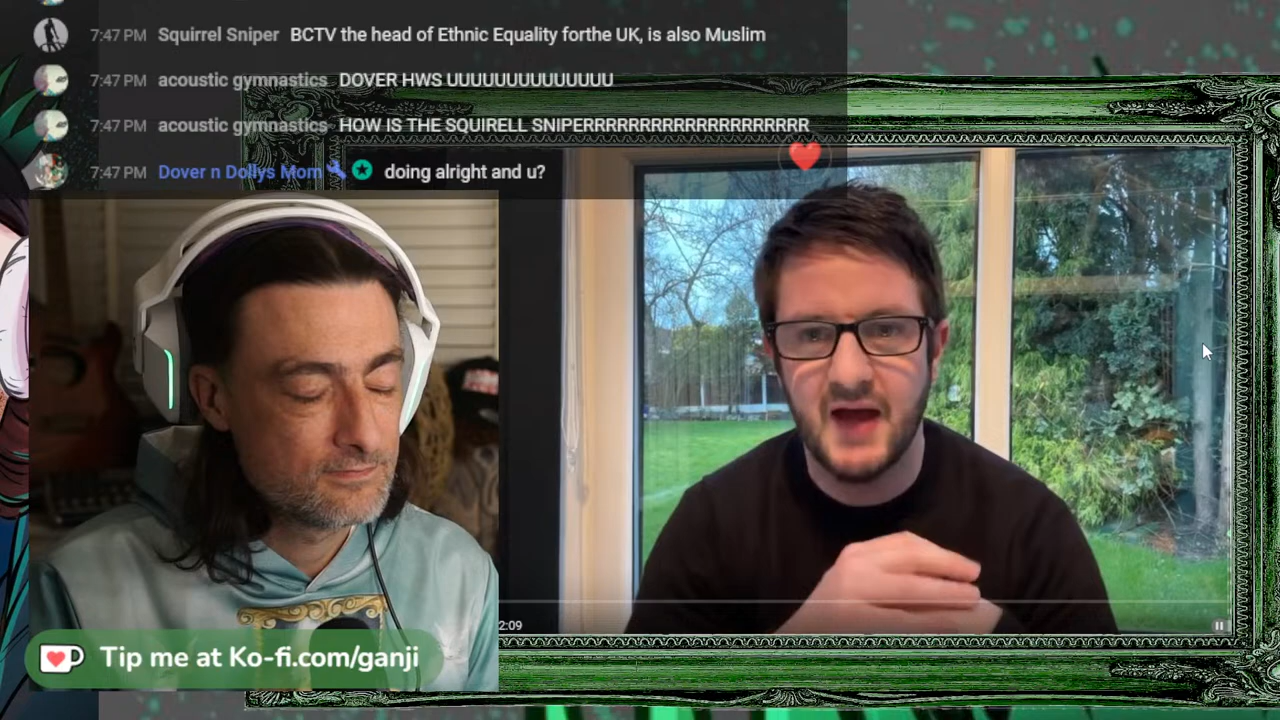 7:47 PM Squirrel Sniper BCTV the head of Ethnic Equality forthe UK, is also Muslim
7:47 PM acoustic gymnastics DOVER HWS UUUUUUUUUUUUUUU
7:47 PM acoustic gymnastics HOW IS THE SQUIRELL SNIPERRRRRRRRRRRRRRRRRRRR
7:47 PM Dover n Dollys Mom doing alright and u?
2:09
Tip me at Ko-fi.com/ganji